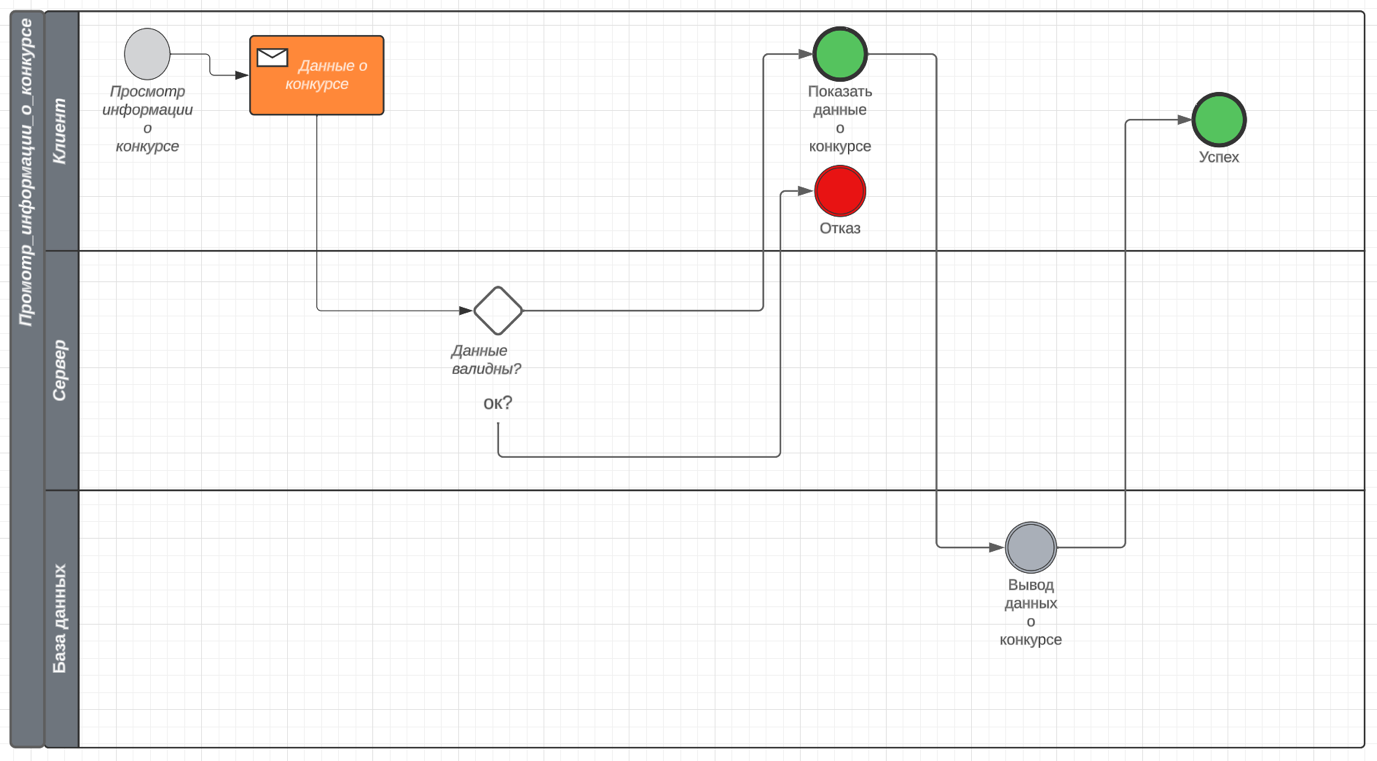 Промотр_информации_о_конкурсе
Клиент
Просмотр
информации
о
конкурсе
Данные о
конкурсе
Показать
данные
о
конкурсе
Отказ
Успех
Сервер
Данные
валидны?
ок?
База данных
Вывод
данных
о
конкурсе